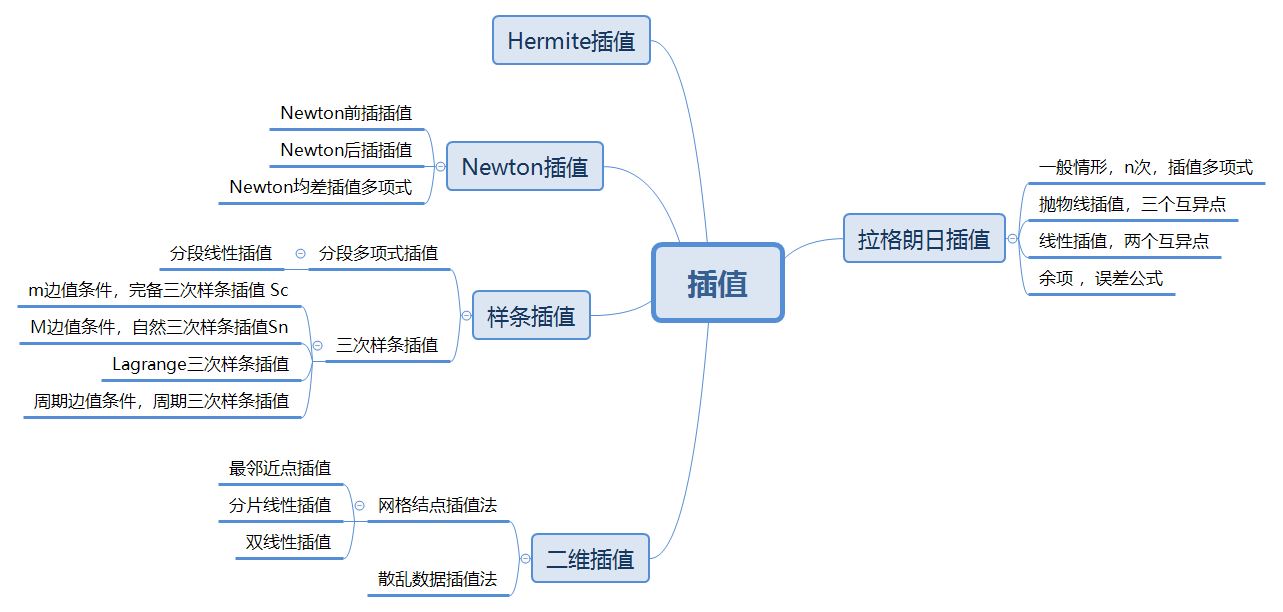 Hermite插值
Newton前插插值
Newton后插插值
Newton均差插值多项式
Newton插值
分段线性插值
分段多项式插值
m边值条件，完备三次样条插值 Sc
M边值条件，自然三次样条插值Sn
Lagrange三次样条插值
周期边值条件，周期三次样条插值
三次样条插值
样条插值
最邻近点插值
分片线性插值
双线性插值
网格结点插值法
散乱数据插值法
二维插值
插值
拉格朗日插值
一般情形，n次，插值多项式
抛物线插值，三个互异点
线性插值，两个互异点
余项 ，误差公式